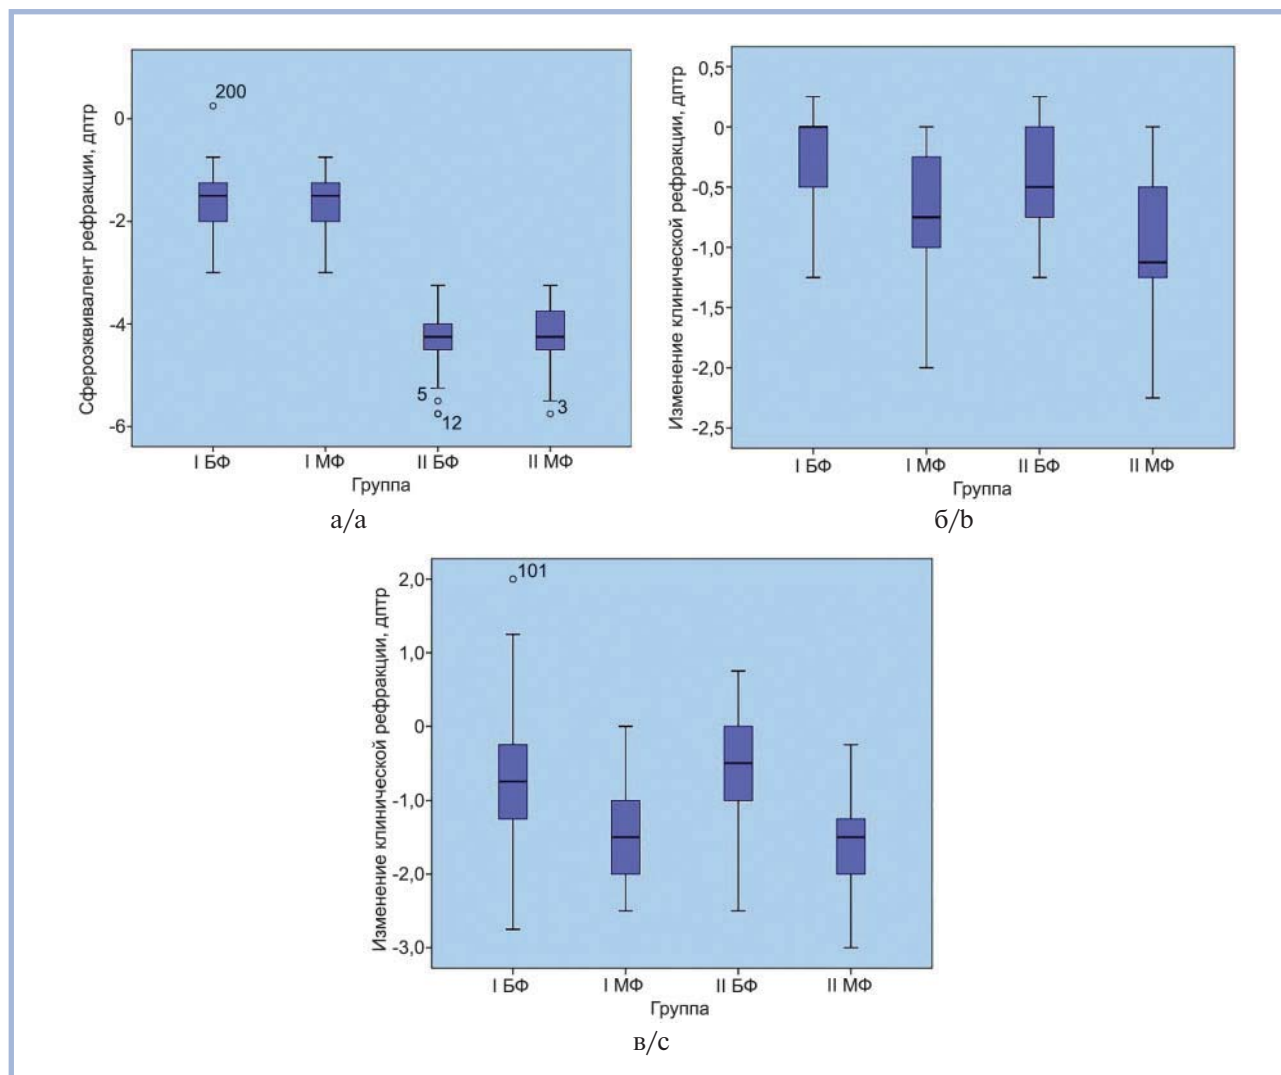 Сфероэквивалент рефракции, дптр
0
-2
-4
-6
200
5
12
3
I БФ I МФ II БФ II МФ
Группа
а/a
Изменение клинической рефракции, дптр
0,5
0
-0,5
-1,0
-1,5
-2,0
-2,5
I БФ I МФ II БФ II МФ
Группа
б/b
Изменение клинической рефракции, дптр
2,0
1,0
0
-1,0
-2,0
-3,0
101
I БФ I МФ II БФ II МФ
Группа
в/c